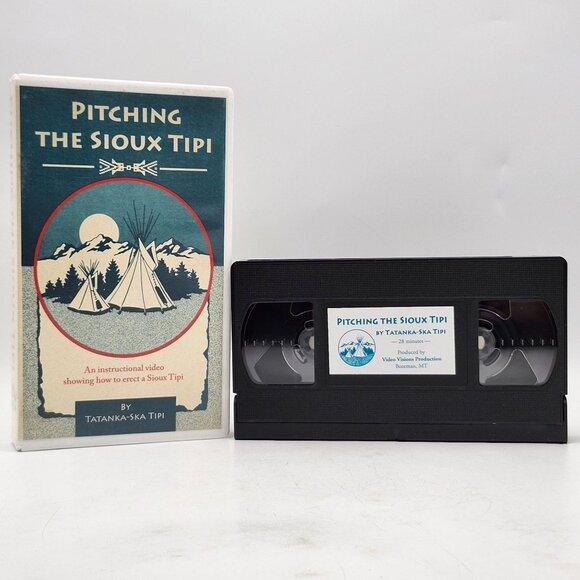 PITCHING
THE SIOUX TIPI
An instructional video
showing how to erect a Sioux Tipi
BY
TATANKA-SKA TIPI
PITCHING THE SIOUX TIPI
BY TATANKA-SKA TIPI
— 28 minutes —
Produced by
Video Visions Production
Bozeman, MT